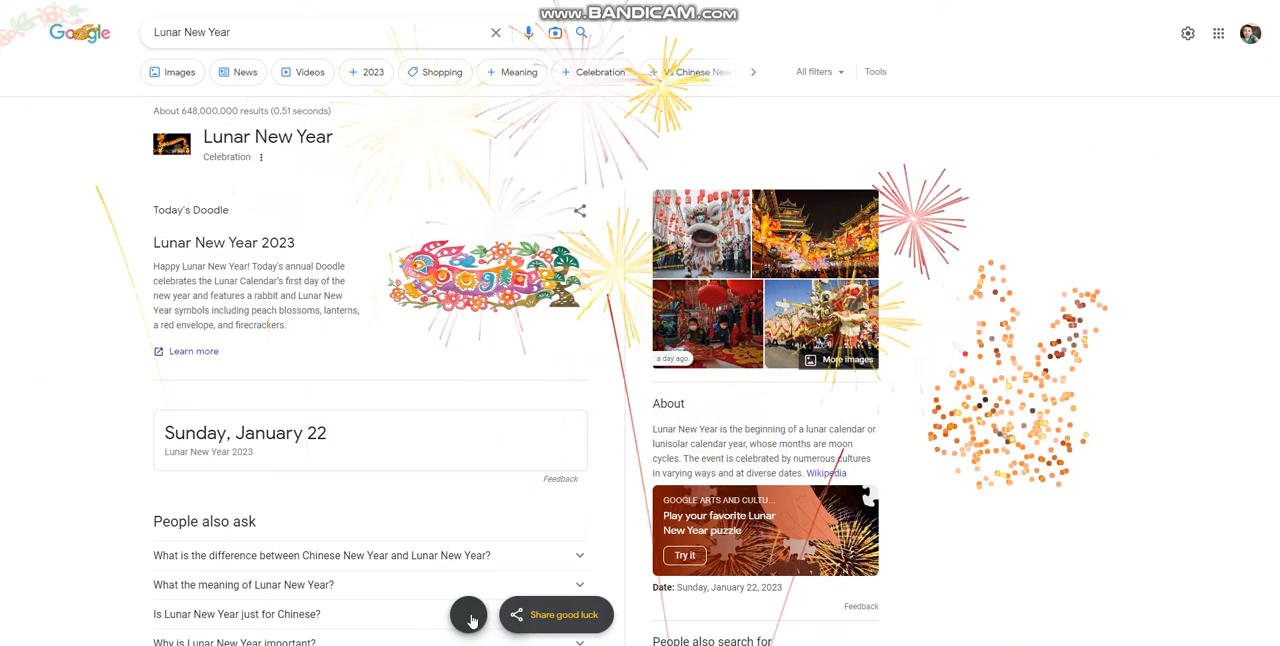 www.BANDICAM.com
Google
Lunar New Year
Images
News
Videos
2023
Shopping
Meaning
Celebration
Vs Chinese New
All filters
Tools
About 648,000,000 results (0.51 seconds)
Lunar New Year
Celebration
Today's Doodle
Lunar New Year 2023
Happy Lunar New Year! Today's annual Doodle
celebrates the Lunar Calendar's first day of the
new year and features a rabbit and Lunar New
Year symbols including peach blossoms, lanterns,
a red envelope, and firecrackers.
Learn more
Sunday, January 22
Lunar New Year 2023
Feedback
People also ask
What is the difference between Chinese New Year and Lunar New Year?
What the meaning of Lunar New Year?
Is Lunar New Year just for Chinese?
Why is Lunar New Year important?
Share good luck
a day ago
More images
About
Lunar New Year is the beginning of a lunar calendar or
lunisolar calendar year, whose months are moon
cycles. The event is celebrated by numerous cultures
in varying ways and at diverse dates. Wikipedia
GOOGLE ARTS AND CULTU...
Play your favorite Lunar
New Year puzzle
Try it
Date: Sunday, January 22, 2023
Feedback
People also search for